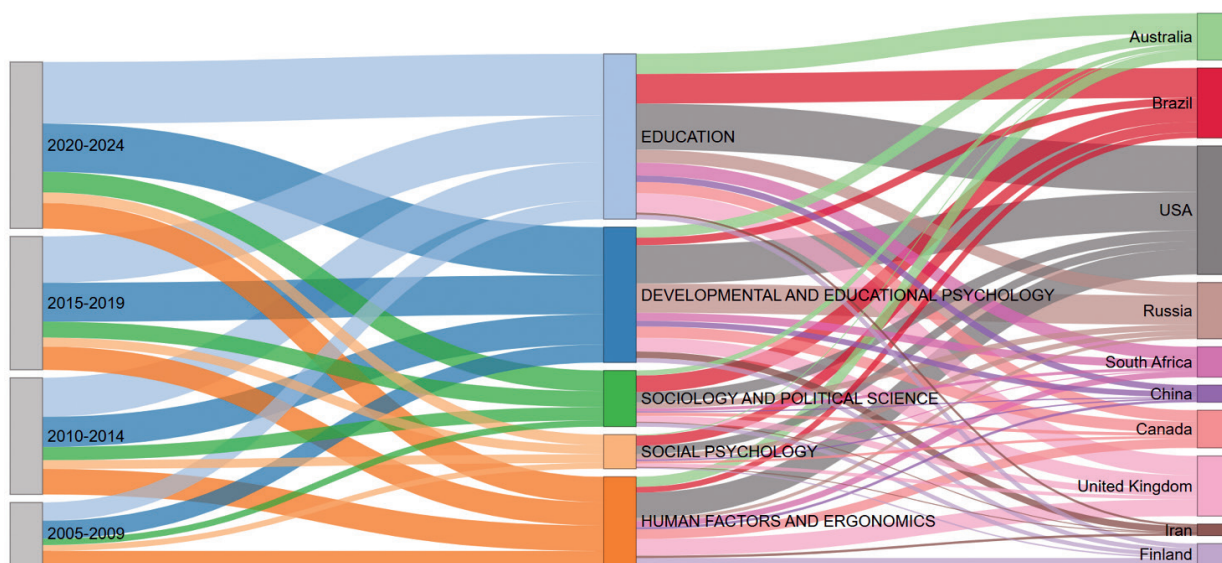 2020-2024
2015-2019
2010-2014
2005-2009
EDUCATION
DEVELOPMENTAL AND EDUCATIONAL PSYCHOLOGY
SOCIOLOGY AND POLITICAL SCIENCE
SOCIAL PSYCHOLOGY
HUMAN FACTORS AND ERGONOMICS
Australia
Brazil
USA
Russia
South Africa
China
Canada
United Kingdom
Iran
Finland